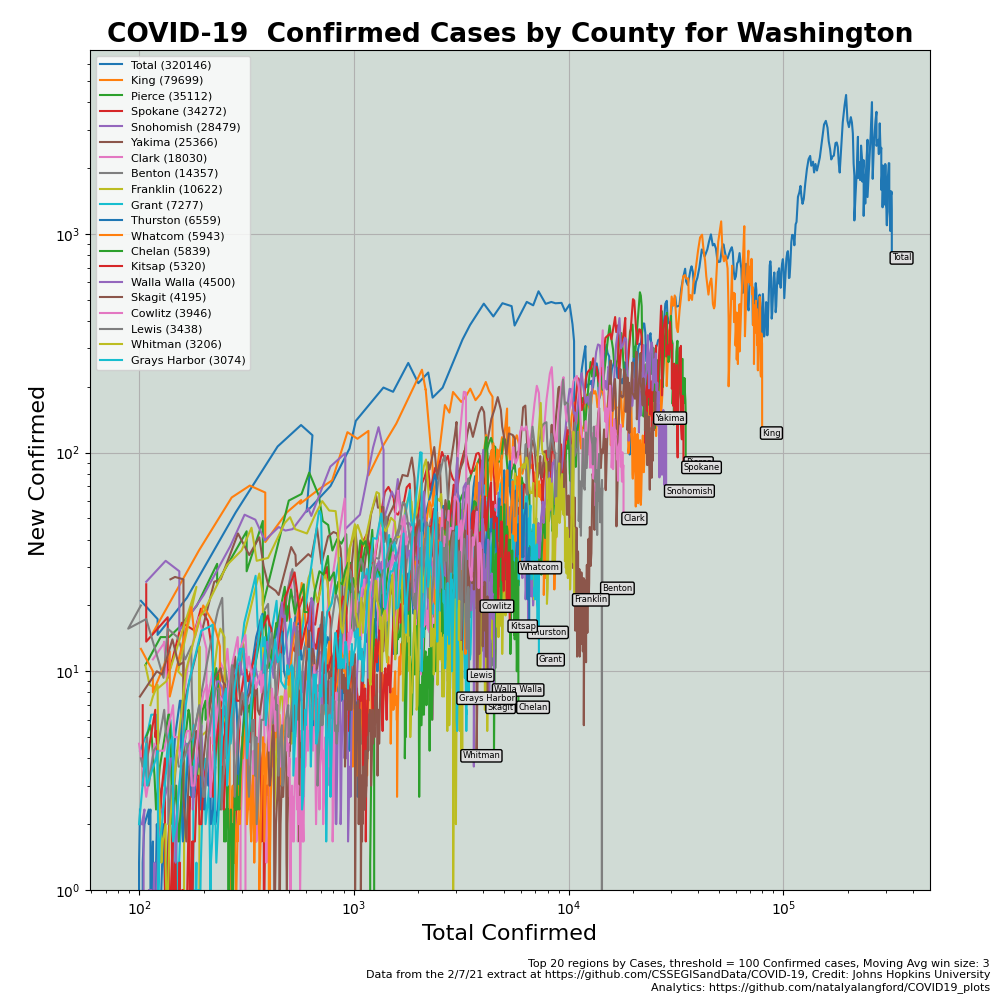 COVID-19  Confirmed Cases by County for Washington
Total (320146)
King (79699)
Pierce (35112)
Spokane (34272)
Snohomish (28479)
Yakima (25366)
Clark (18030)
Benton (14357)
Franklin (10622)
Grant (7277)
Thurston (6559)
Whatcom (5943)
Chelan (5839)
Kitsap (5320)
Walla Walla (4500)
Skagit (4195)
Cowlitz (3946)
Lewis (3438)
Whitman (3206)
Grays Harbor (3074)
New Confirmed
10³
10²
10¹
10⁰
Total
King
Yakima
Spokane
Snohomish
Clark
Whatcom
Benton
Franklin
Cowlitz
Kitsap
Thurston
Grant
Lewis
Walla Walla
Grays Harbor
Skagit
Chelan
Whitman
10²
10³
10⁴
10⁵
Total Confirmed
Top 20 regions by Cases, threshold = 100 Confirmed cases, Moving Avg win size: 3
Data from the 2/7/21 extract at https://github.com/CSSEGISandData/COVID-19, Credit: Johns Hopkins University
Analytics: https://github.com/natalyalangford/COVID19_plots